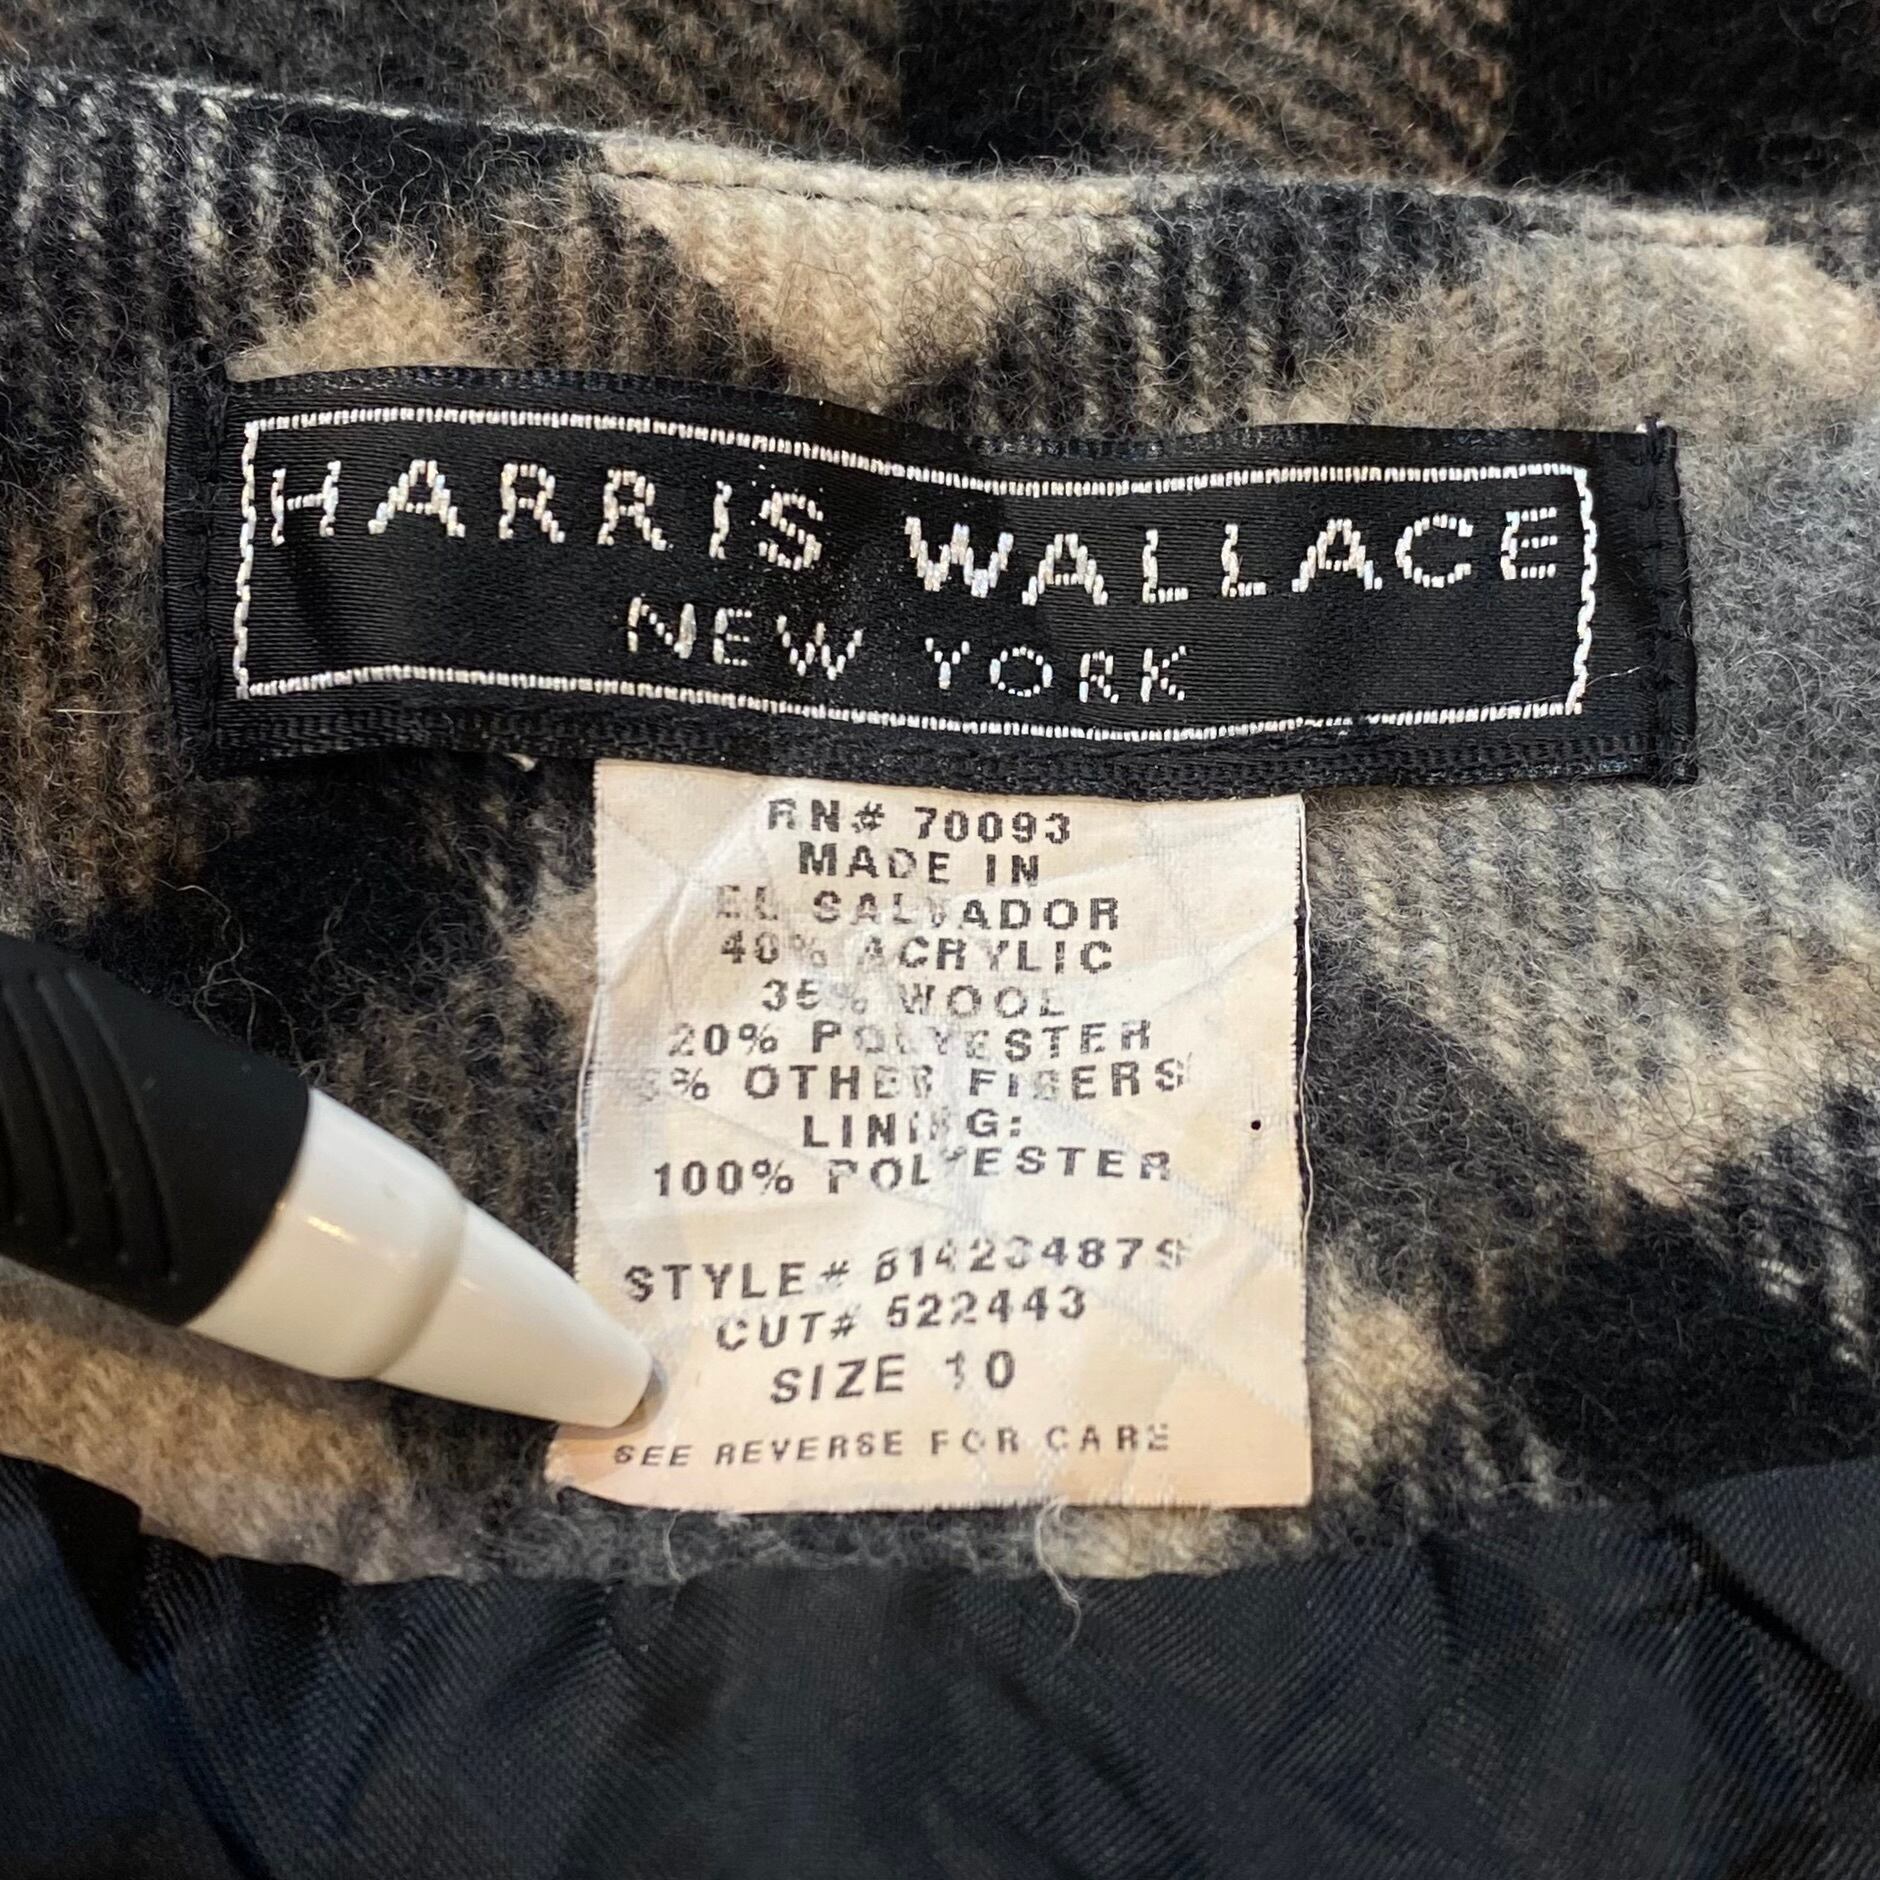 HARRIS WALLACE
NEW YORK
RN# 70093
MADE IN
EL SALVADOR
40% ACRYLIC
35% WOOL
20% POLYESTER
5% OTHER FIBERS
LINING:
100% POLYESTER
STYLE#
CUT# 522443
SIZE 10
SEE REVERSE FOR CARE